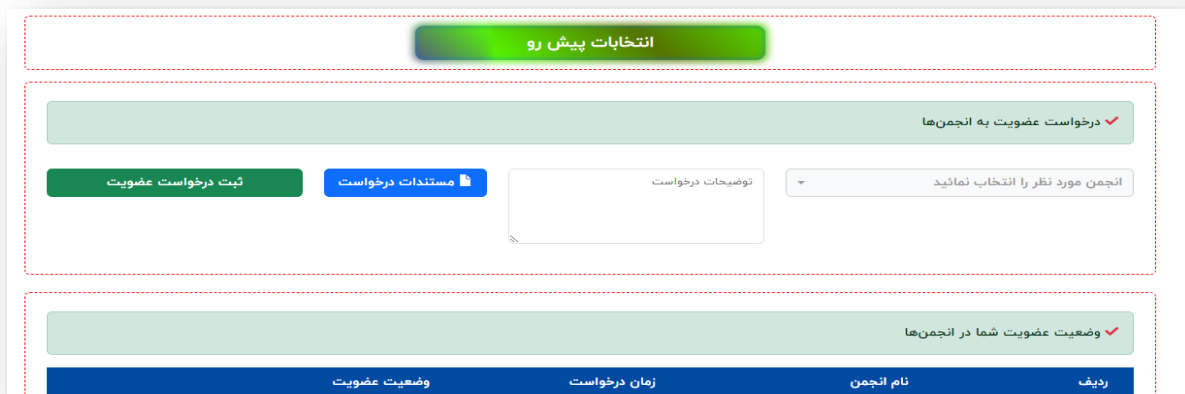 انتخابات پیش رو
درخواست عضویت به انجمن‌ها
انجمن مورد نظر را انتخاب نمائید
توضیحات درخواست
مستندات درخواست
ثبت درخواست عضویت
وضعیت عضویت شما در انجمن‌ها
ردیف نام انجمن زمان درخواست وضعیت عضویت